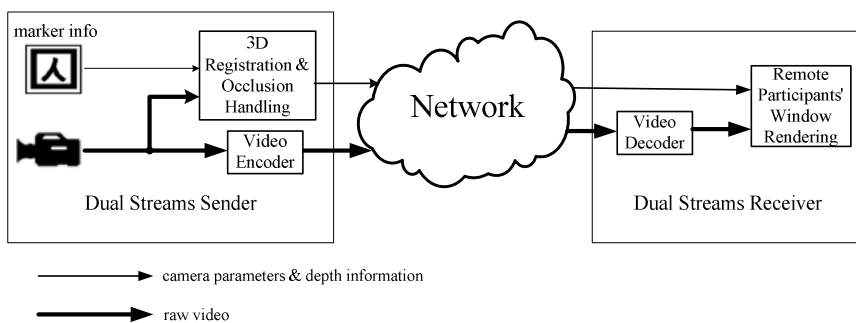 marker info
人
3D
Registration &
Occlusion
Handling
Video
Encoder
Dual Streams Sender
Network
Video
Decoder
Remote
Participants'
Window
Rendering
Dual Streams Receiver
camera parameters & depth information
raw video